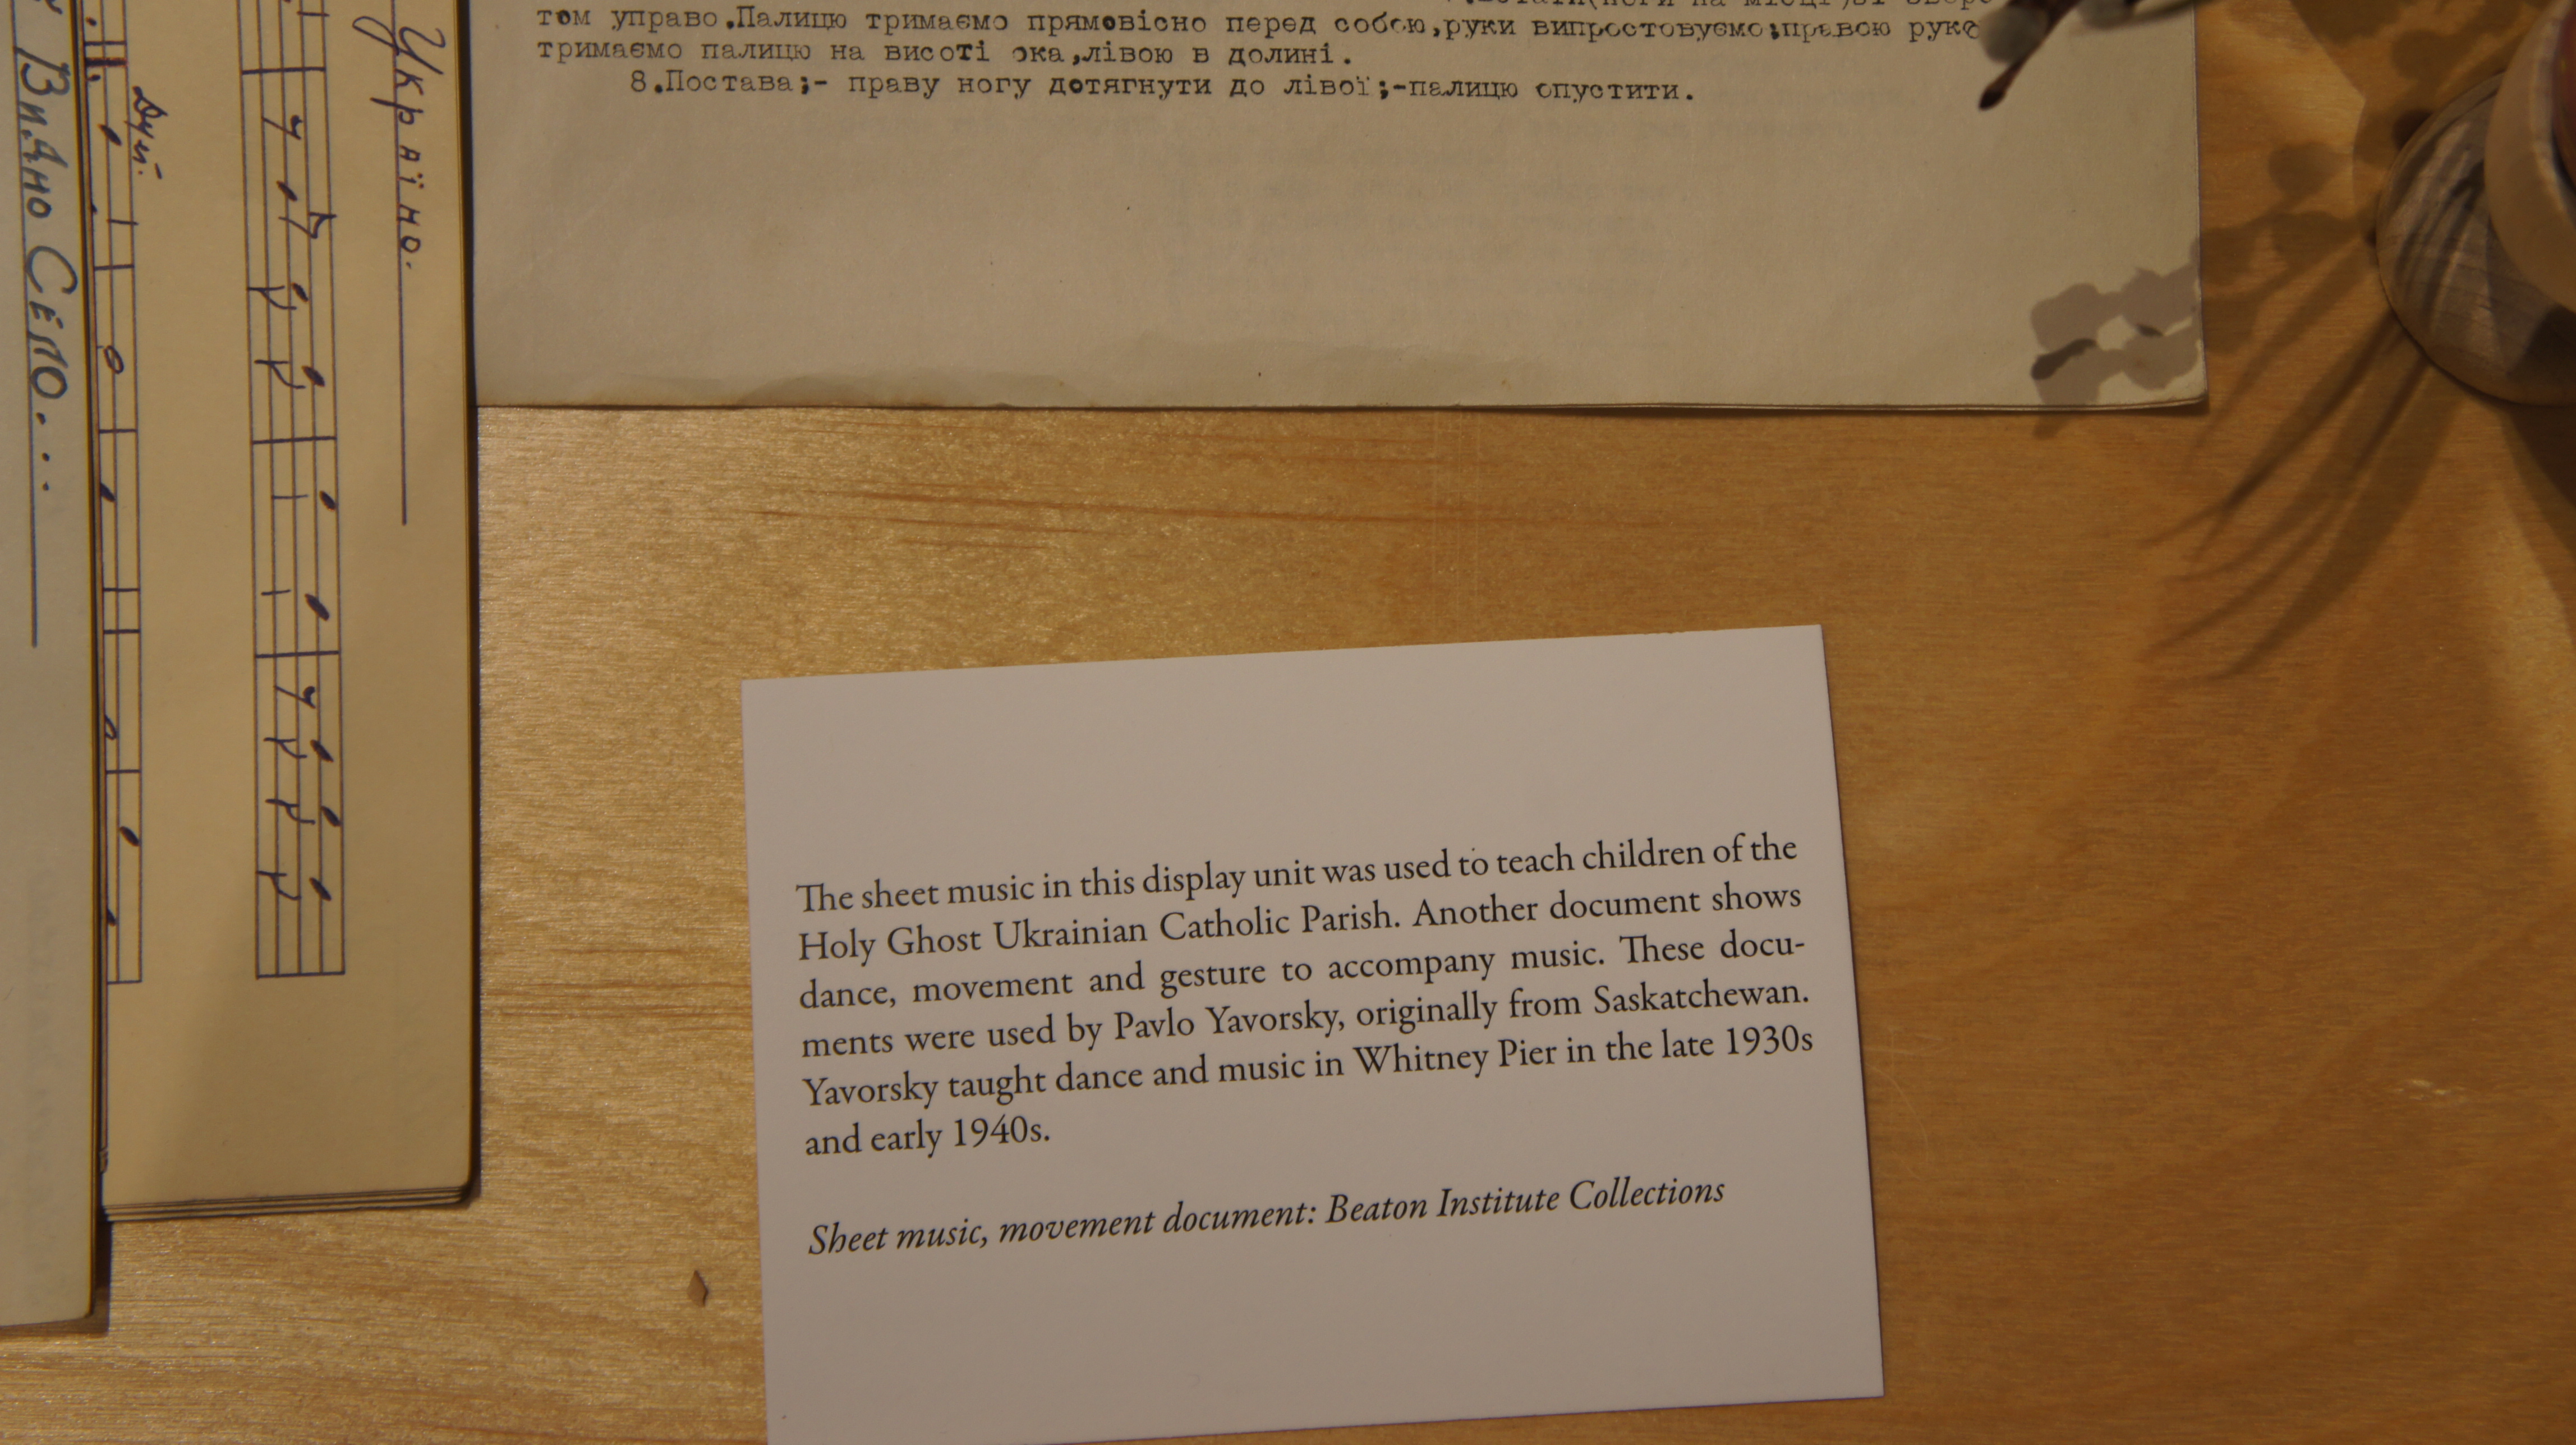 том управо.Палицю тримаємо прямовісно перед собою,руки випростовуємо;правою
тримаємо палицю на висоті ока,лівою в долині.
8.Постава;- праву ногу дотягнути до лівої;-палицю опустити.
Україно.
Видно Село...
The sheet music in this display unit was used to teach children of the
Holy Ghost Ukrainian Catholic Parish. Another document shows
dance, movement and gesture to accompany music. These docu-
ments were used by Pavlo Yavorsky, originally from Saskatchewan.
Yavorsky taught dance and music in Whitney Pier in the late 1930s
and early 1940s.
Sheet music, movement document: Beaton Institute Collections